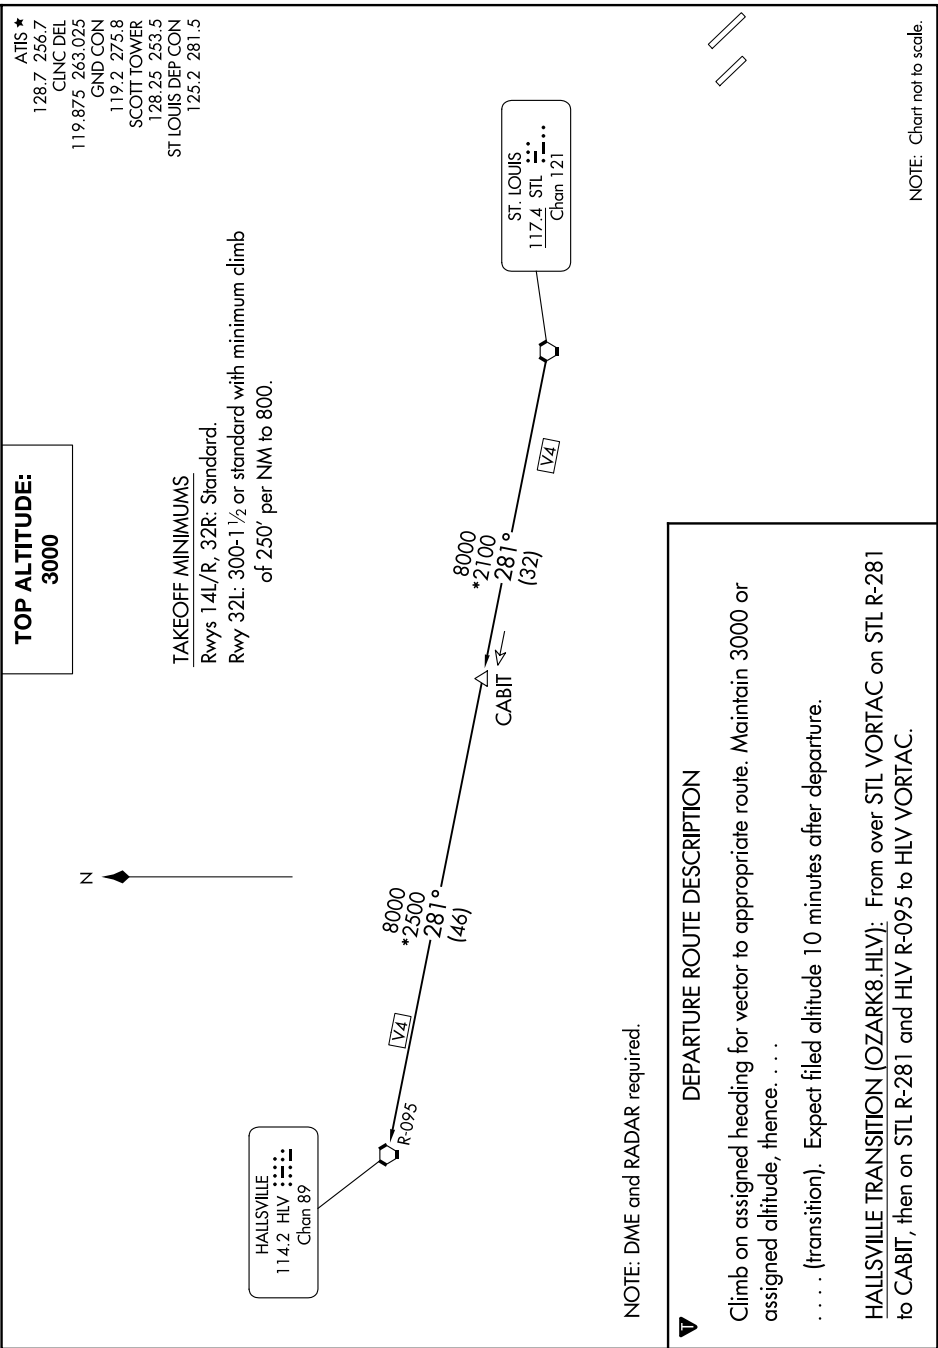 TOP ALTITUDE:
3000
ATIS ★
128.7 256.7
CLNC DEL
119.875 263.025
GND CON
119.2 275.8
SCOTT TOWER
128.25 253.5
ST LOUIS DEP CON
125.2 281.5
TAKEOFF MINIMUMS
Rwys 14L/R, 32R: Standard.
Rwy 32L: 300-1½ or standard with minimum climb
of 250' per NM to 800.
N
HALLSVILLE
114.2 HLV
Chan 89
R-095
V4
8000
*2500
281°
(46)
CABIT
8000
*2100
281°
(32)
V4
ST. LOUIS
117.4 STL
Chan 121
NOTE: DME and RADAR required.
DEPARTURE ROUTE DESCRIPTION
Climb on assigned heading for vector to appropriate route. Maintain 3000 or
assigned altitude, thence. . . .
. . . . (transition). Expect filed altitude 10 minutes after departure.
HALLSVILLE TRANSITION (OZARK8.HLV): From over STL VORTAC on STL R-281
to CABIT, then on STL R-281 and HLV R-095 to HLV VORTAC.
NOTE: Chart not to scale.
T